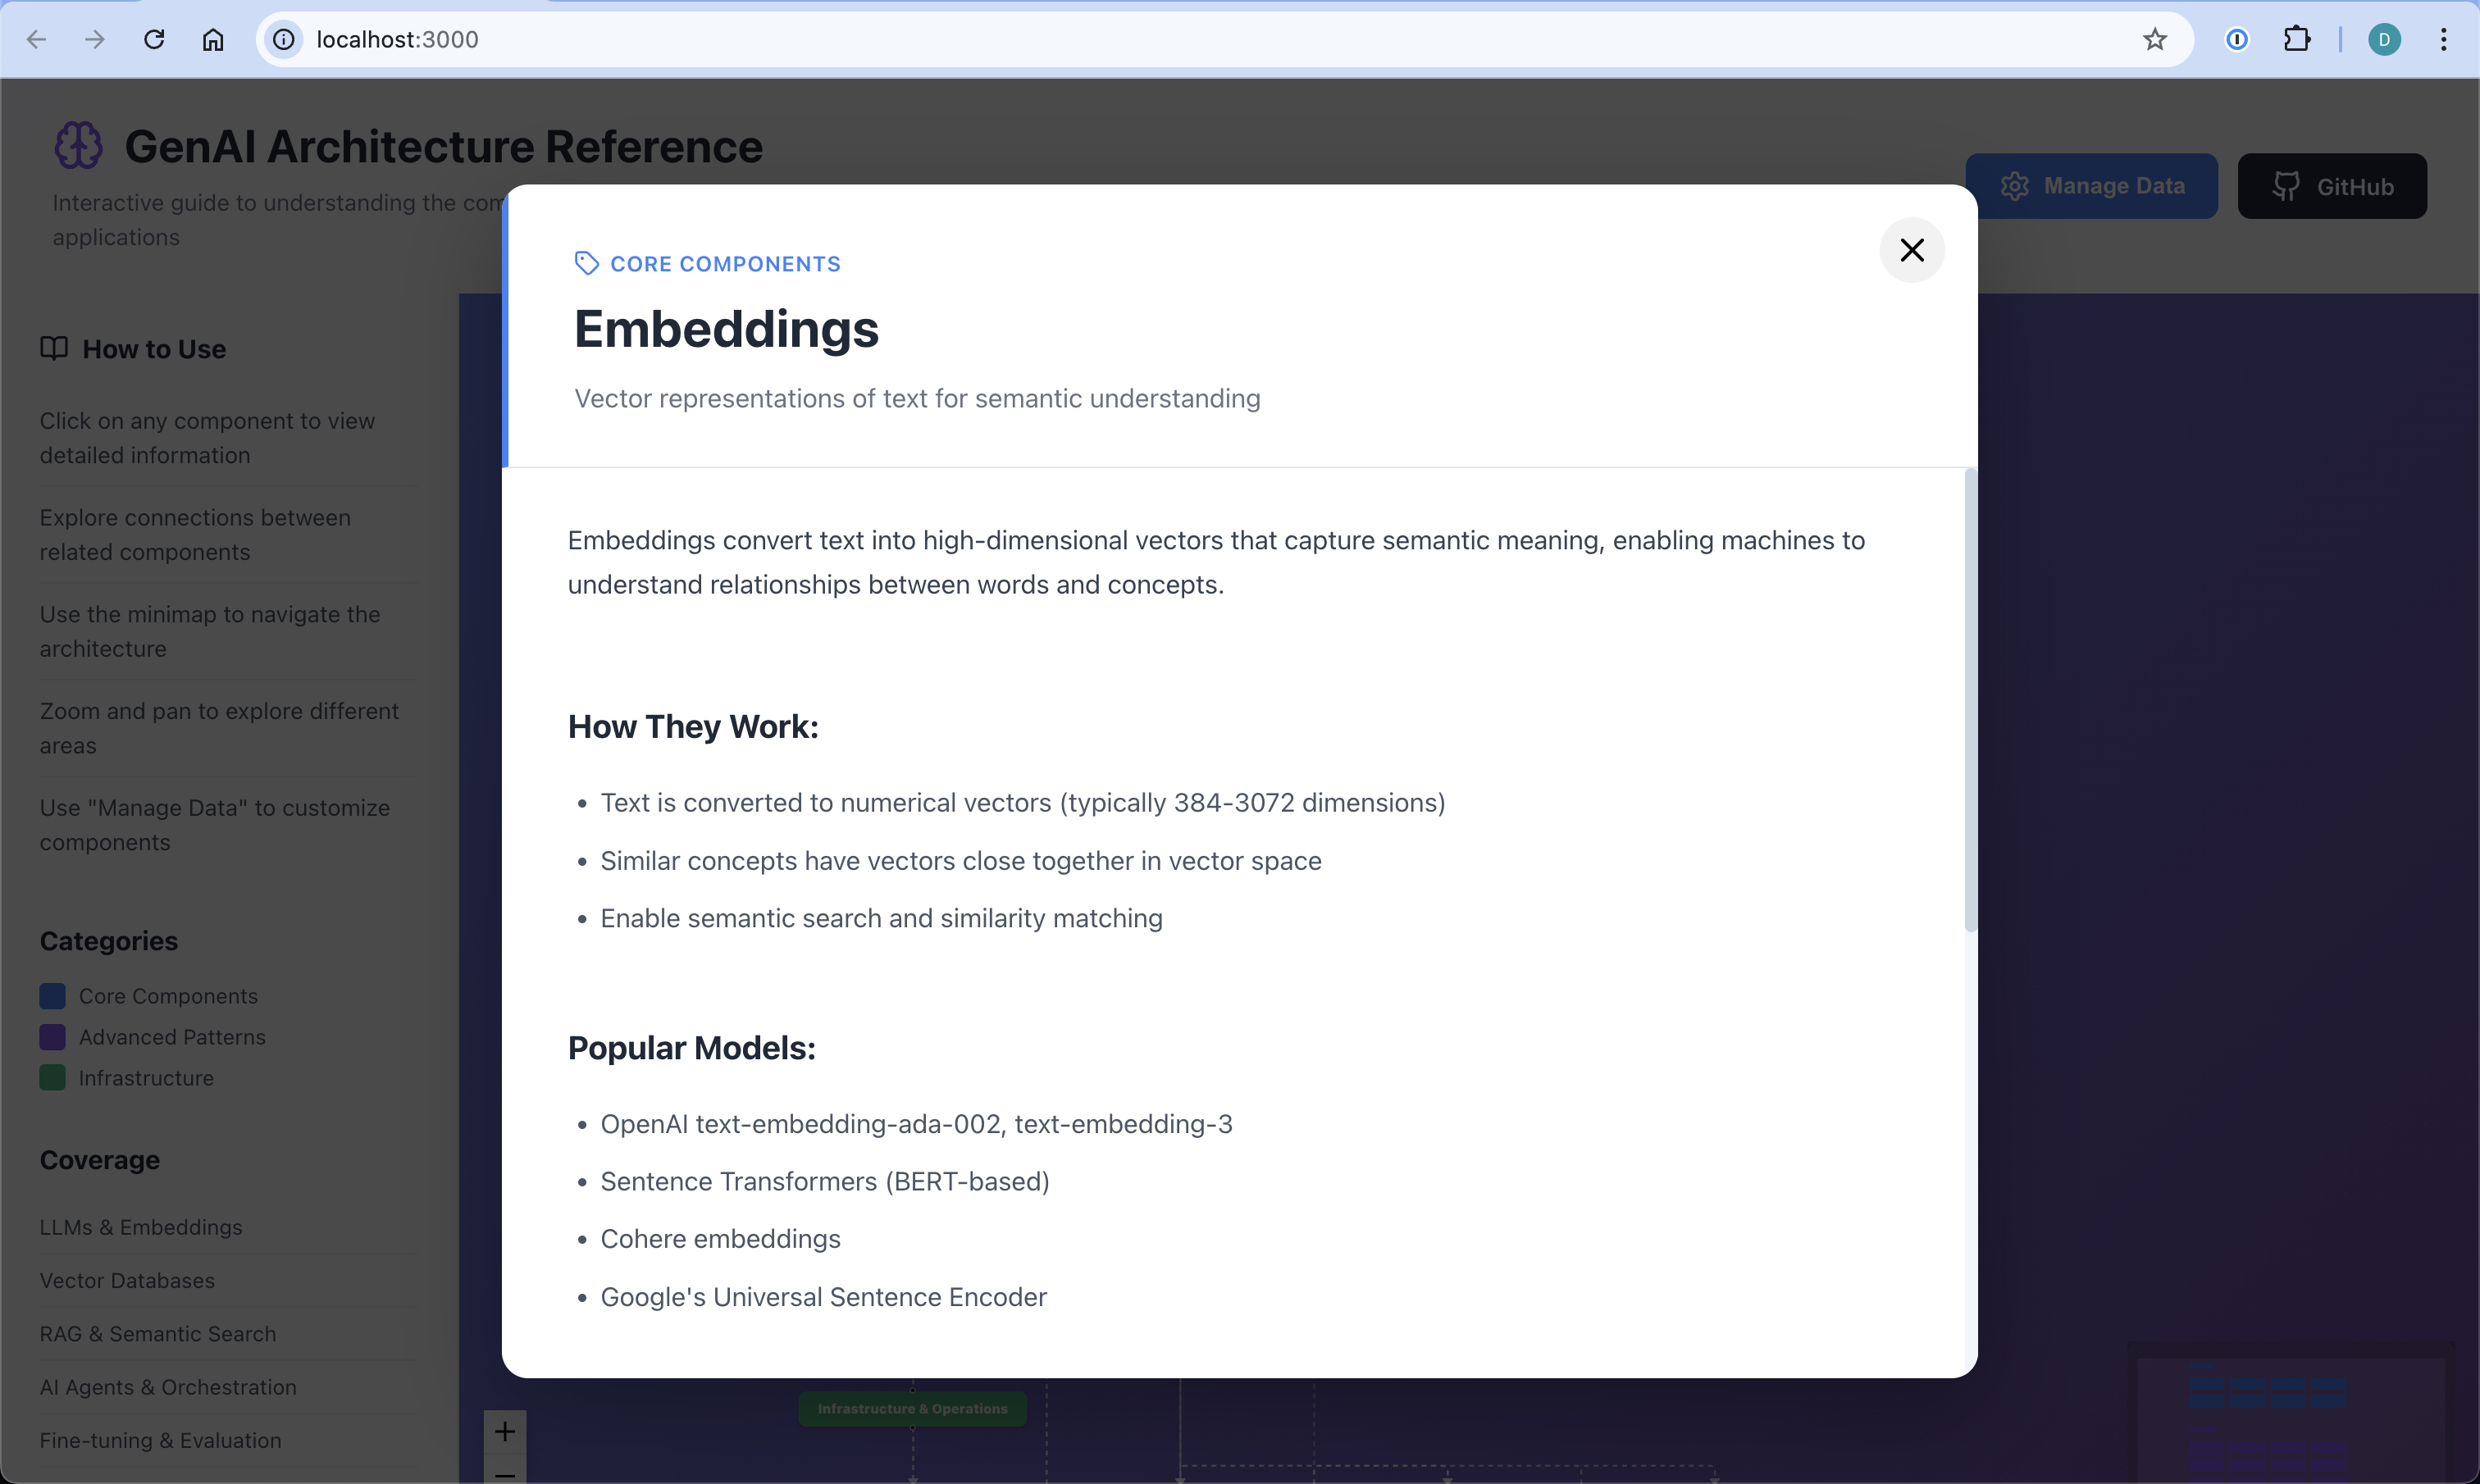 localhost:3000
D
GenAI Architecture Reference
Interactive guide to understanding the com
applications
Manage Data
GitHub
How to Use
Click on any component to view
detailed information
Explore connections between
related components
Use the minimap to navigate the
architecture
Zoom and pan to explore different
areas
Use "Manage Data" to customize
components
Categories
Core Components
Advanced Patterns
Infrastructure
Coverage
LLMs & Embeddings
Vector Databases
RAG & Semantic Search
AI Agents & Orchestration
Fine-tuning & Evaluation
CORE COMPONENTS
Embeddings
Vector representations of text for semantic understanding
Embeddings convert text into high-dimensional vectors that capture semantic meaning, enabling machines to
understand relationships between words and concepts.
How They Work:
• Text is converted to numerical vectors (typically 384-3072 dimensions)
• Similar concepts have vectors close together in vector space
• Enable semantic search and similarity matching
Popular Models:
• OpenAI text-embedding-ada-002, text-embedding-3
• Sentence Transformers (BERT-based)
• Cohere embeddings
• Google's Universal Sentence Encoder
Infrastructure & Operations